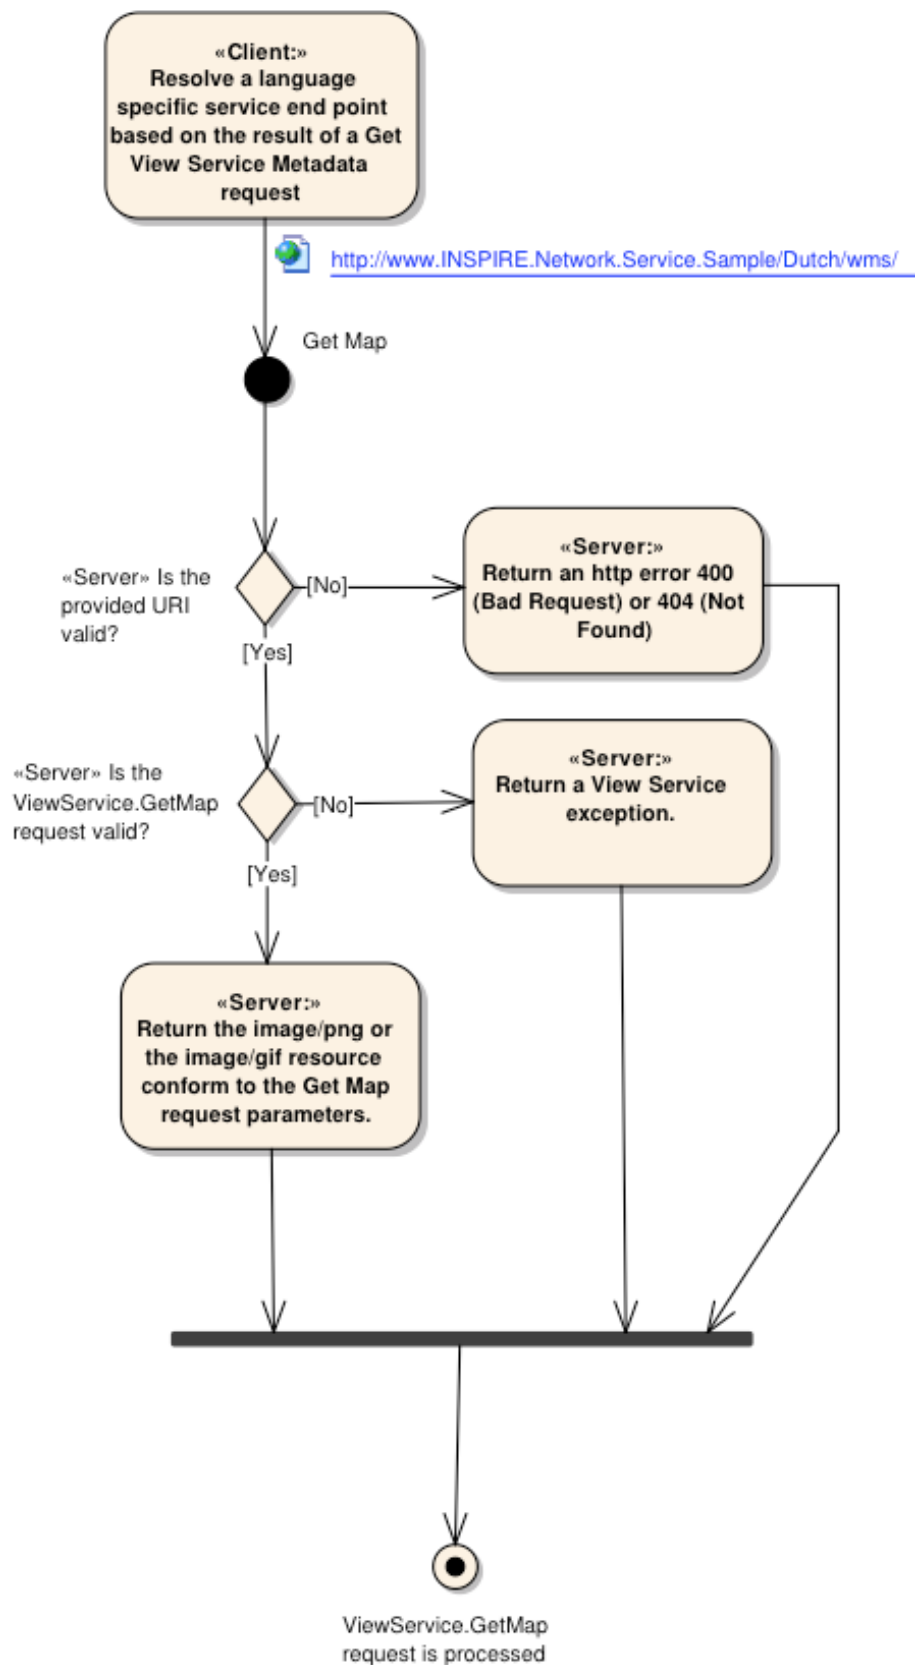 «Client:»
Resolve a language
specific service end point
based on the result of a Get
View Service Metadata
request
http://www.INSPIRE.Network.Service.Sample/Dutch/wms/
Get Map
«Server» Is the
provided URI
valid?
[No]
[Yes]
«Server:»
Return an http error 400
(Bad Request) or 404 (Not
Found)
«Server» Is the
ViewService.GetMap
request valid?
[No]
[Yes]
«Server:»
Return a View Service
exception.
«Server:»
Return the image/png or
the image/gif resource
conform to the Get Map
request parameters.
ViewService.GetMap
request is processed